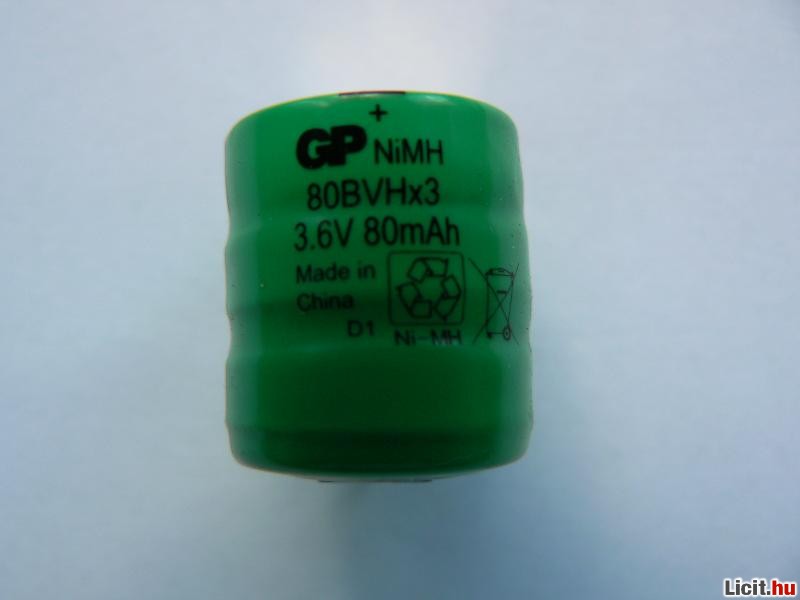 +
GP NiMH
80BVHx3
3.6V 80mAh
Made in
China
D1
Ni-MH
Licit.hu